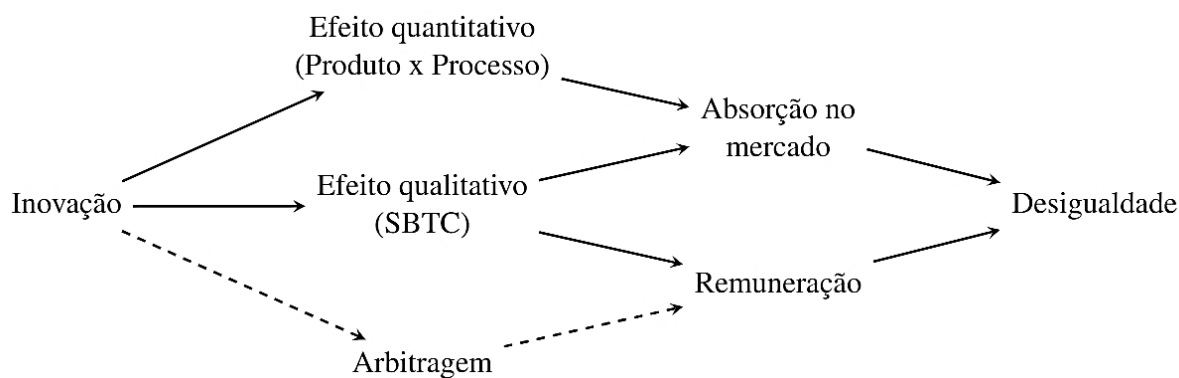 Efeito quantitativo
(Produto x Processo)
Absorção no
mercado
Inovação
Efeito qualitativo
(SBTC)
Desigualdade
Remuneração
Arbitragem